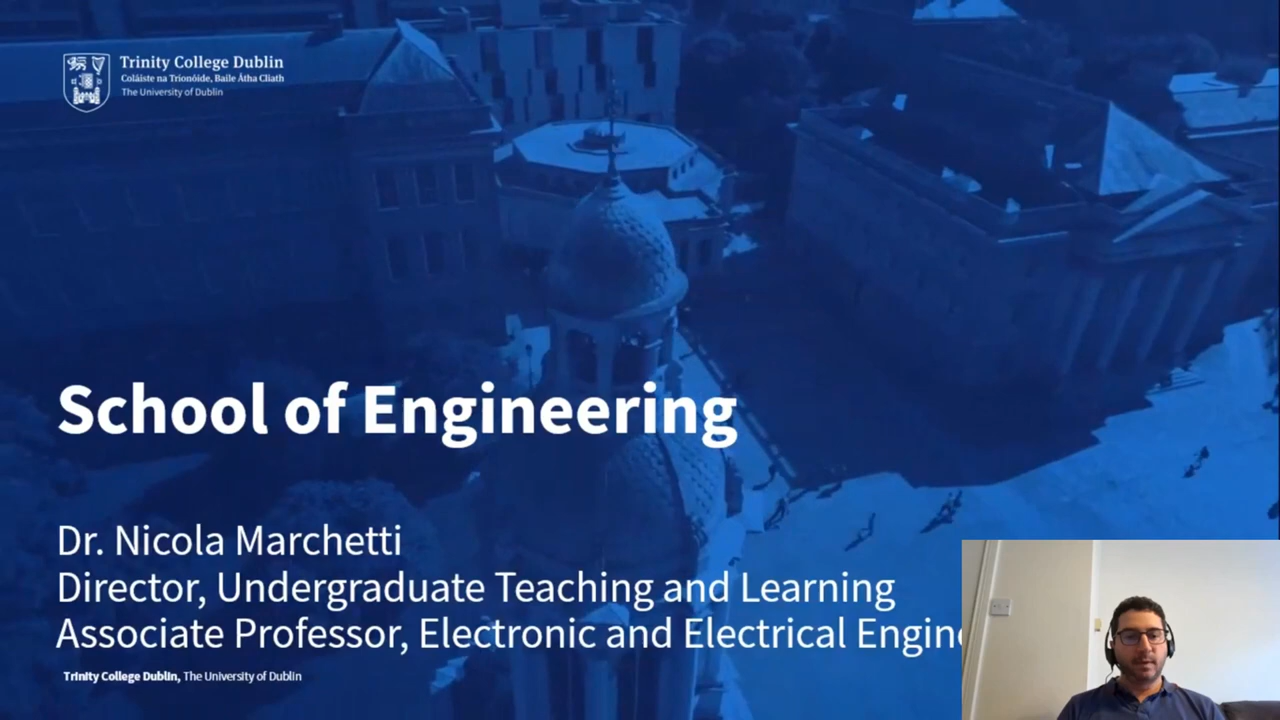 Trinity College Dublin
Coláiste na Tríonóide, Baile Átha Cliath
The University of Dublin
School of Engineering
Dr. Nicola Marchetti
Director, Undergraduate Teaching and Learning
Associate Professor, Electronic and Electrical Engine
Trinity College Dublin, The University of Dublin